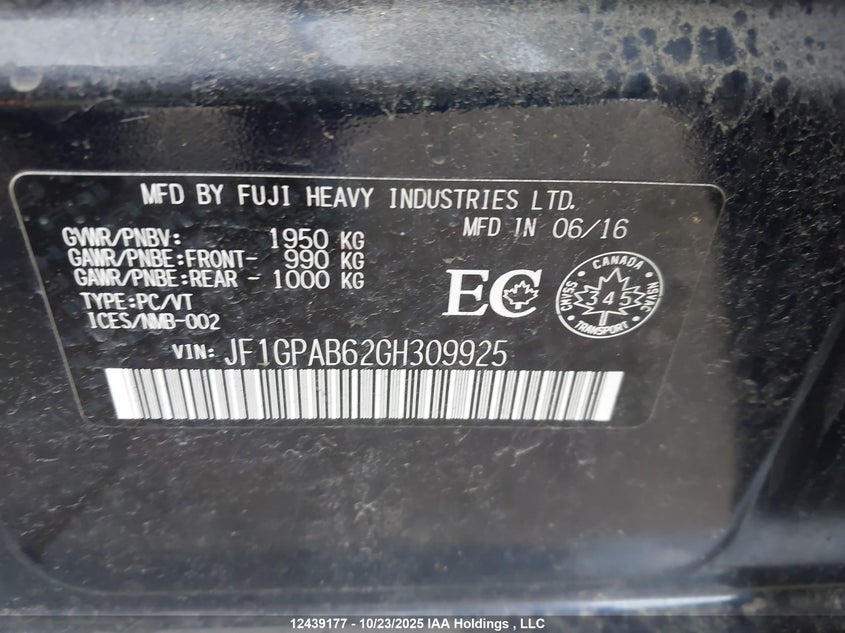 MFD BY FUJI HEAVY INDUSTRIES LTD.
GVWR/PNBV: 1950 KG
MFD IN 06/16
GAWR/PNBE:FRONT- 990 KG
GAWR/PNBE:REAR - 1000 KG
TYPE:PC/VT
ICES/NMB-002
EC
CANADA
CMVSS 345 NSVAC
TRANSPORT
VIN: JF1GPAB62GH309925
12439177 - 10/23/2025 IAA Holdings , LLC